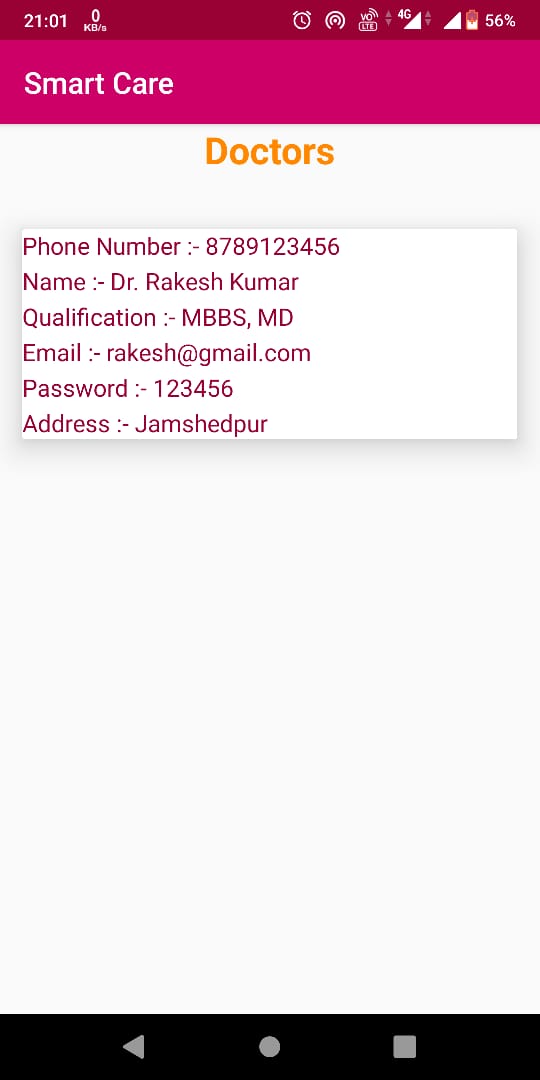 21:01 0 KB/s VO LTE 4G 56%
Smart Care
Doctors
Phone Number :- 8789123456
Name :- Dr. Rakesh Kumar
Qualification :- MBBS, MD
Email :- rakesh@gmail.com
Password :- 123456
Address :- Jamshedpur